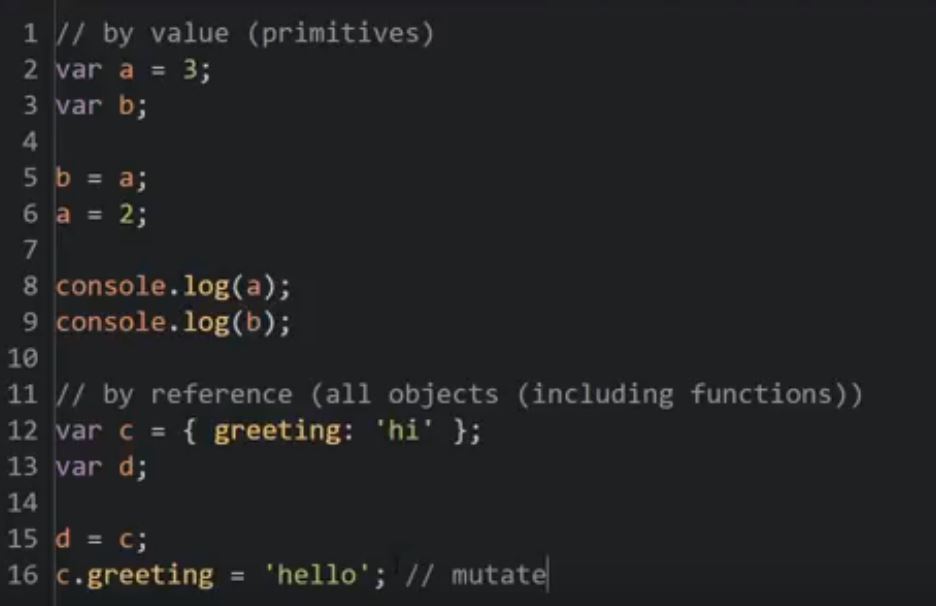 1 // by value (primitives)
2 var a = 3;
3 var b;
4
5 b = a;
6 a = 2;
7
8 console.log(a);
9 console.log(b);
10
11 // by reference (all objects (including functions))
12 var c = { greeting: 'hi' };
13 var d;
14
15 d = c;
16 c.greeting = 'hello'; // mutate